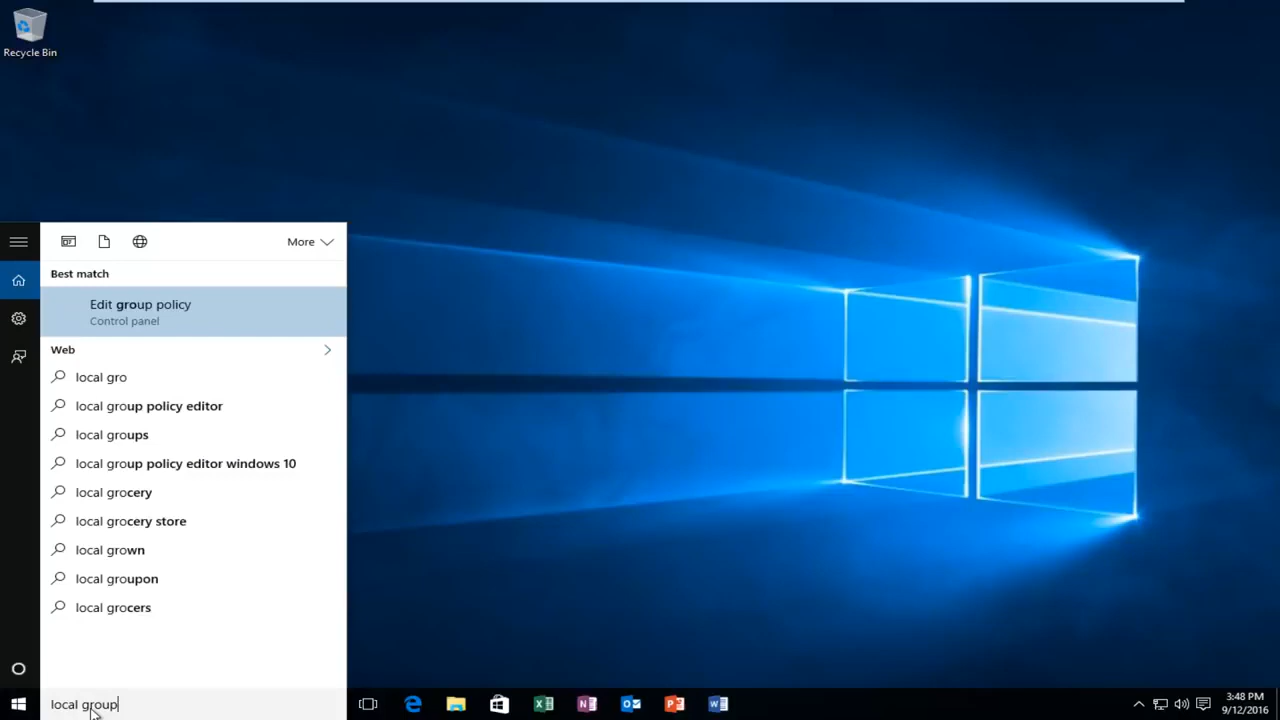 Recycle Bin
More
Best match
Edit group policy
Control panel
Web
local gro
local group policy editor
local groups
local group policy editor windows 10
local grocery
local grocery store
local grown
local groupon
local grocers
local group
3:48 PM
9/12/2016